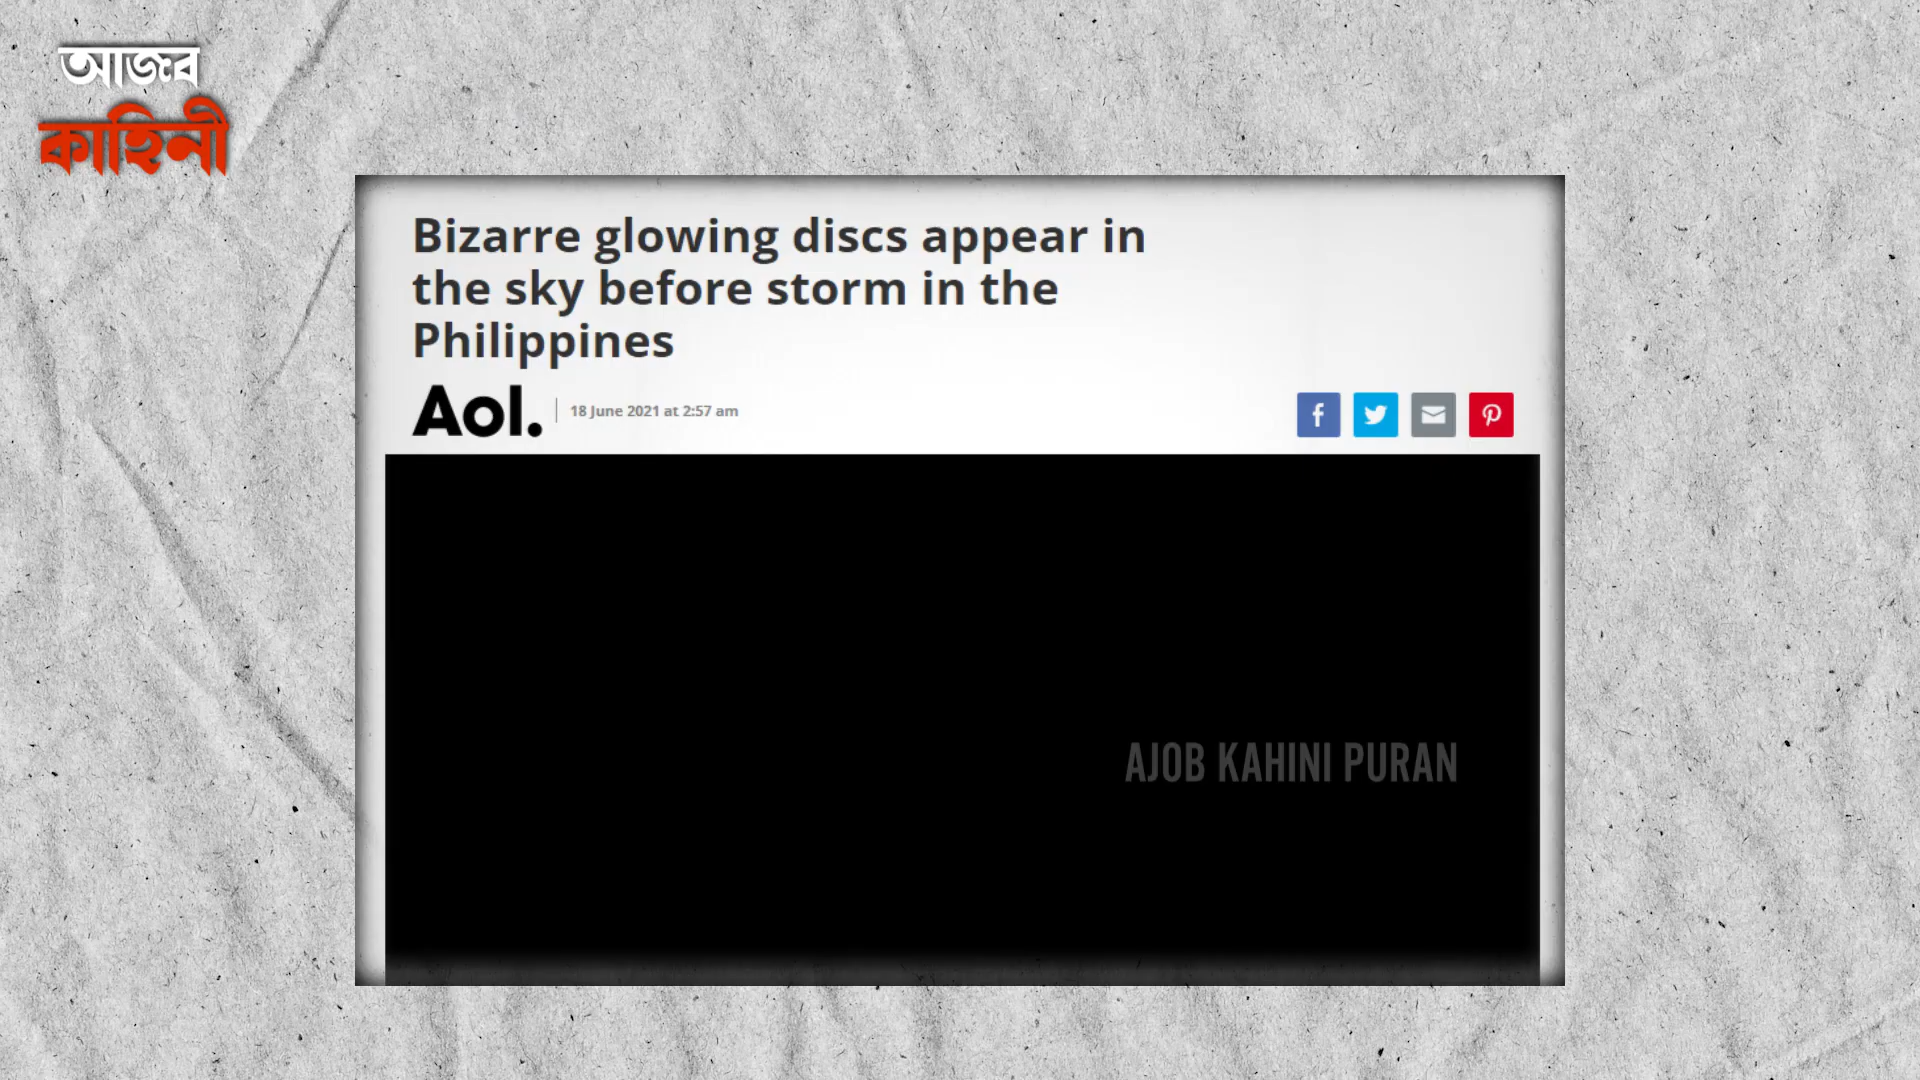 আজব
কাহিনী
Bizarre glowing discs appear in
the sky before storm in the
Philippines
Aol.
18 June 2021 at 2:57 am
AJOB KAHINI PURAN